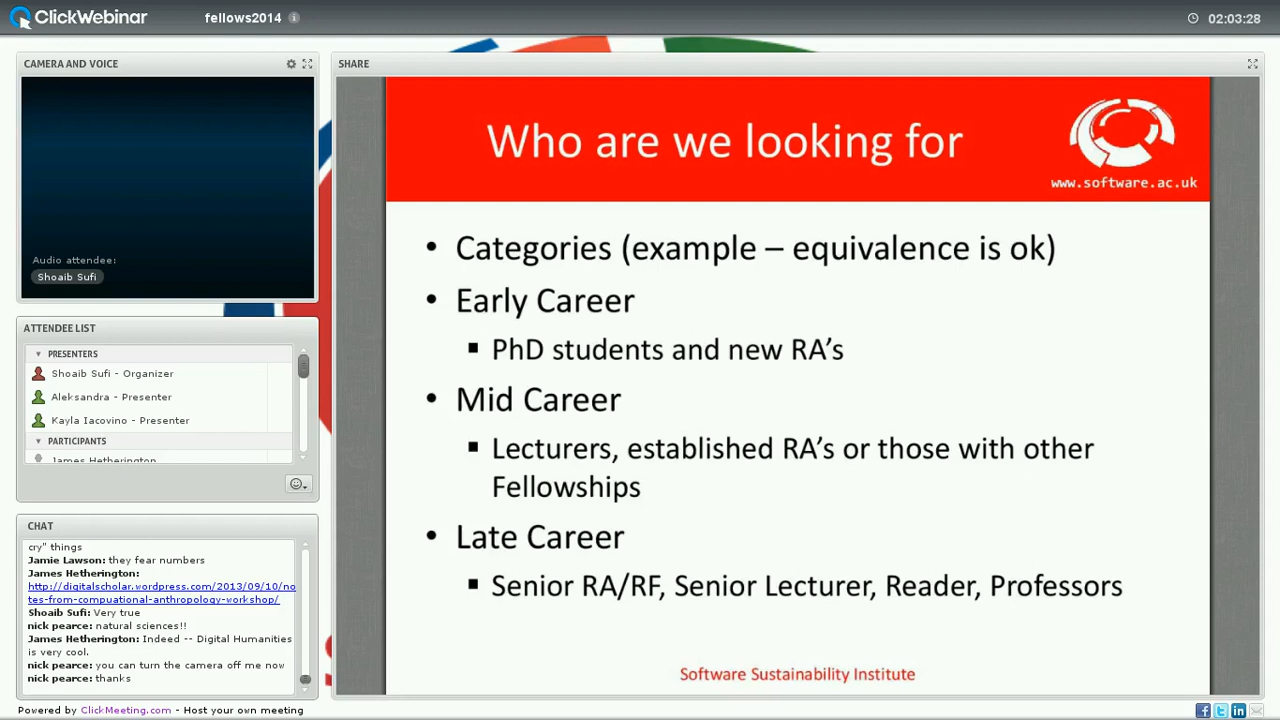 ClickWebinar
fellows2014
02:03:28
CAMERA AND VOICE
Audio attendee:
Shoaib Sufi
ATTENDEE LIST
PRESENTERS
Shoaib Sufi - Organizer
Aleksandra - Presenter
Kayla Iacovino - Presenter
PARTICIPANTS
James Hetherington
CHAT
cry" things
Jamie Lawson: they fear numbers
James Hetherington:
http://digitalscholar.wordpress.com/2013/09/10/no
tes-from-compuational-anthropology-workshop/
Shoaib Sufi: Very true
nick pearce: natural sciences!!
James Hetherington: Indeed -- Digital Humanities
is very cool.
nick pearce: you can turn the camera off me now
nick pearce: thanks
SHARE
Who are we looking for
www.software.ac.uk
• Categories (example – equivalence is ok)
• Early Career
▪ PhD students and new RA’s
• Mid Career
▪ Lecturers, established RA’s or those with other
Fellowships
• Late Career
▪ Senior RA/RF, Senior Lecturer, Reader, Professors
Software Sustainability Institute
Powered by ClickMeeting.com - Host your own meeting